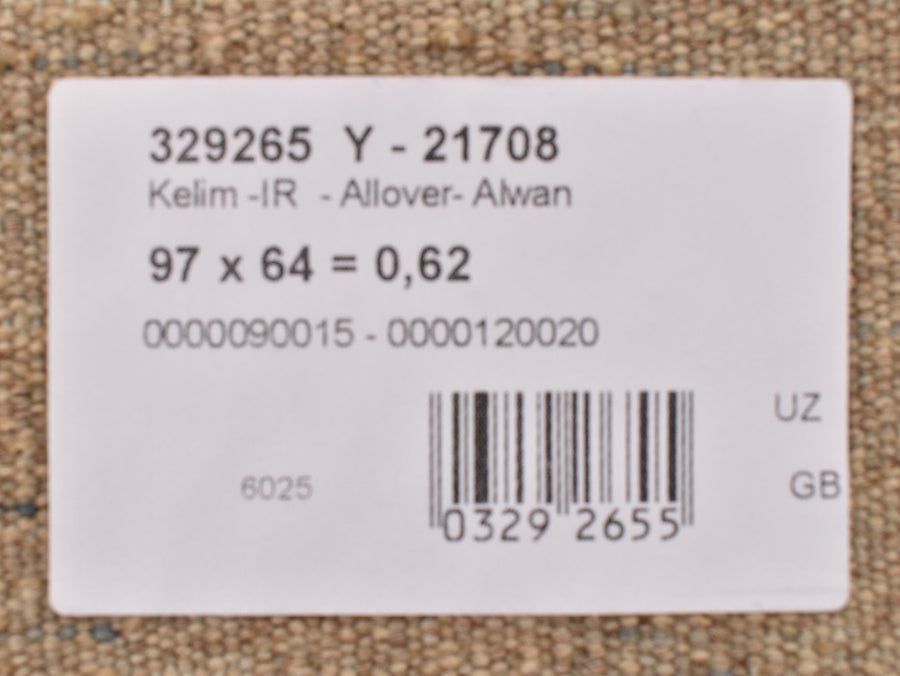 329265 Y - 21708
Kelim -IR - Allover- Alwan
97 x 64 = 0,62
0000090015 - 0000120020
UZ
6025
GB
0329 2655